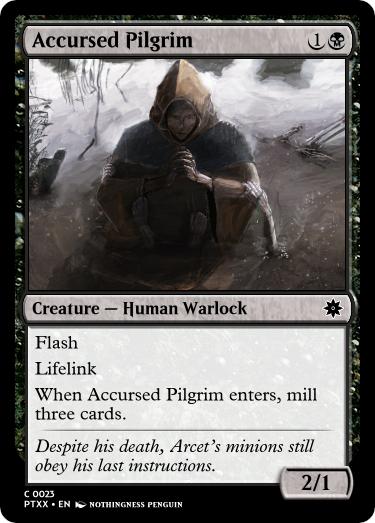 Accursed Pilgrim 1
Creature — Human Warlock
Flash
Lifelink
When Accursed Pilgrim enters, mill
three cards.
Despite his death, Arcet's minions still
obey his last instructions.
2/1
C 0023
PTXX • EN NOTHINGNESS PENGUIN